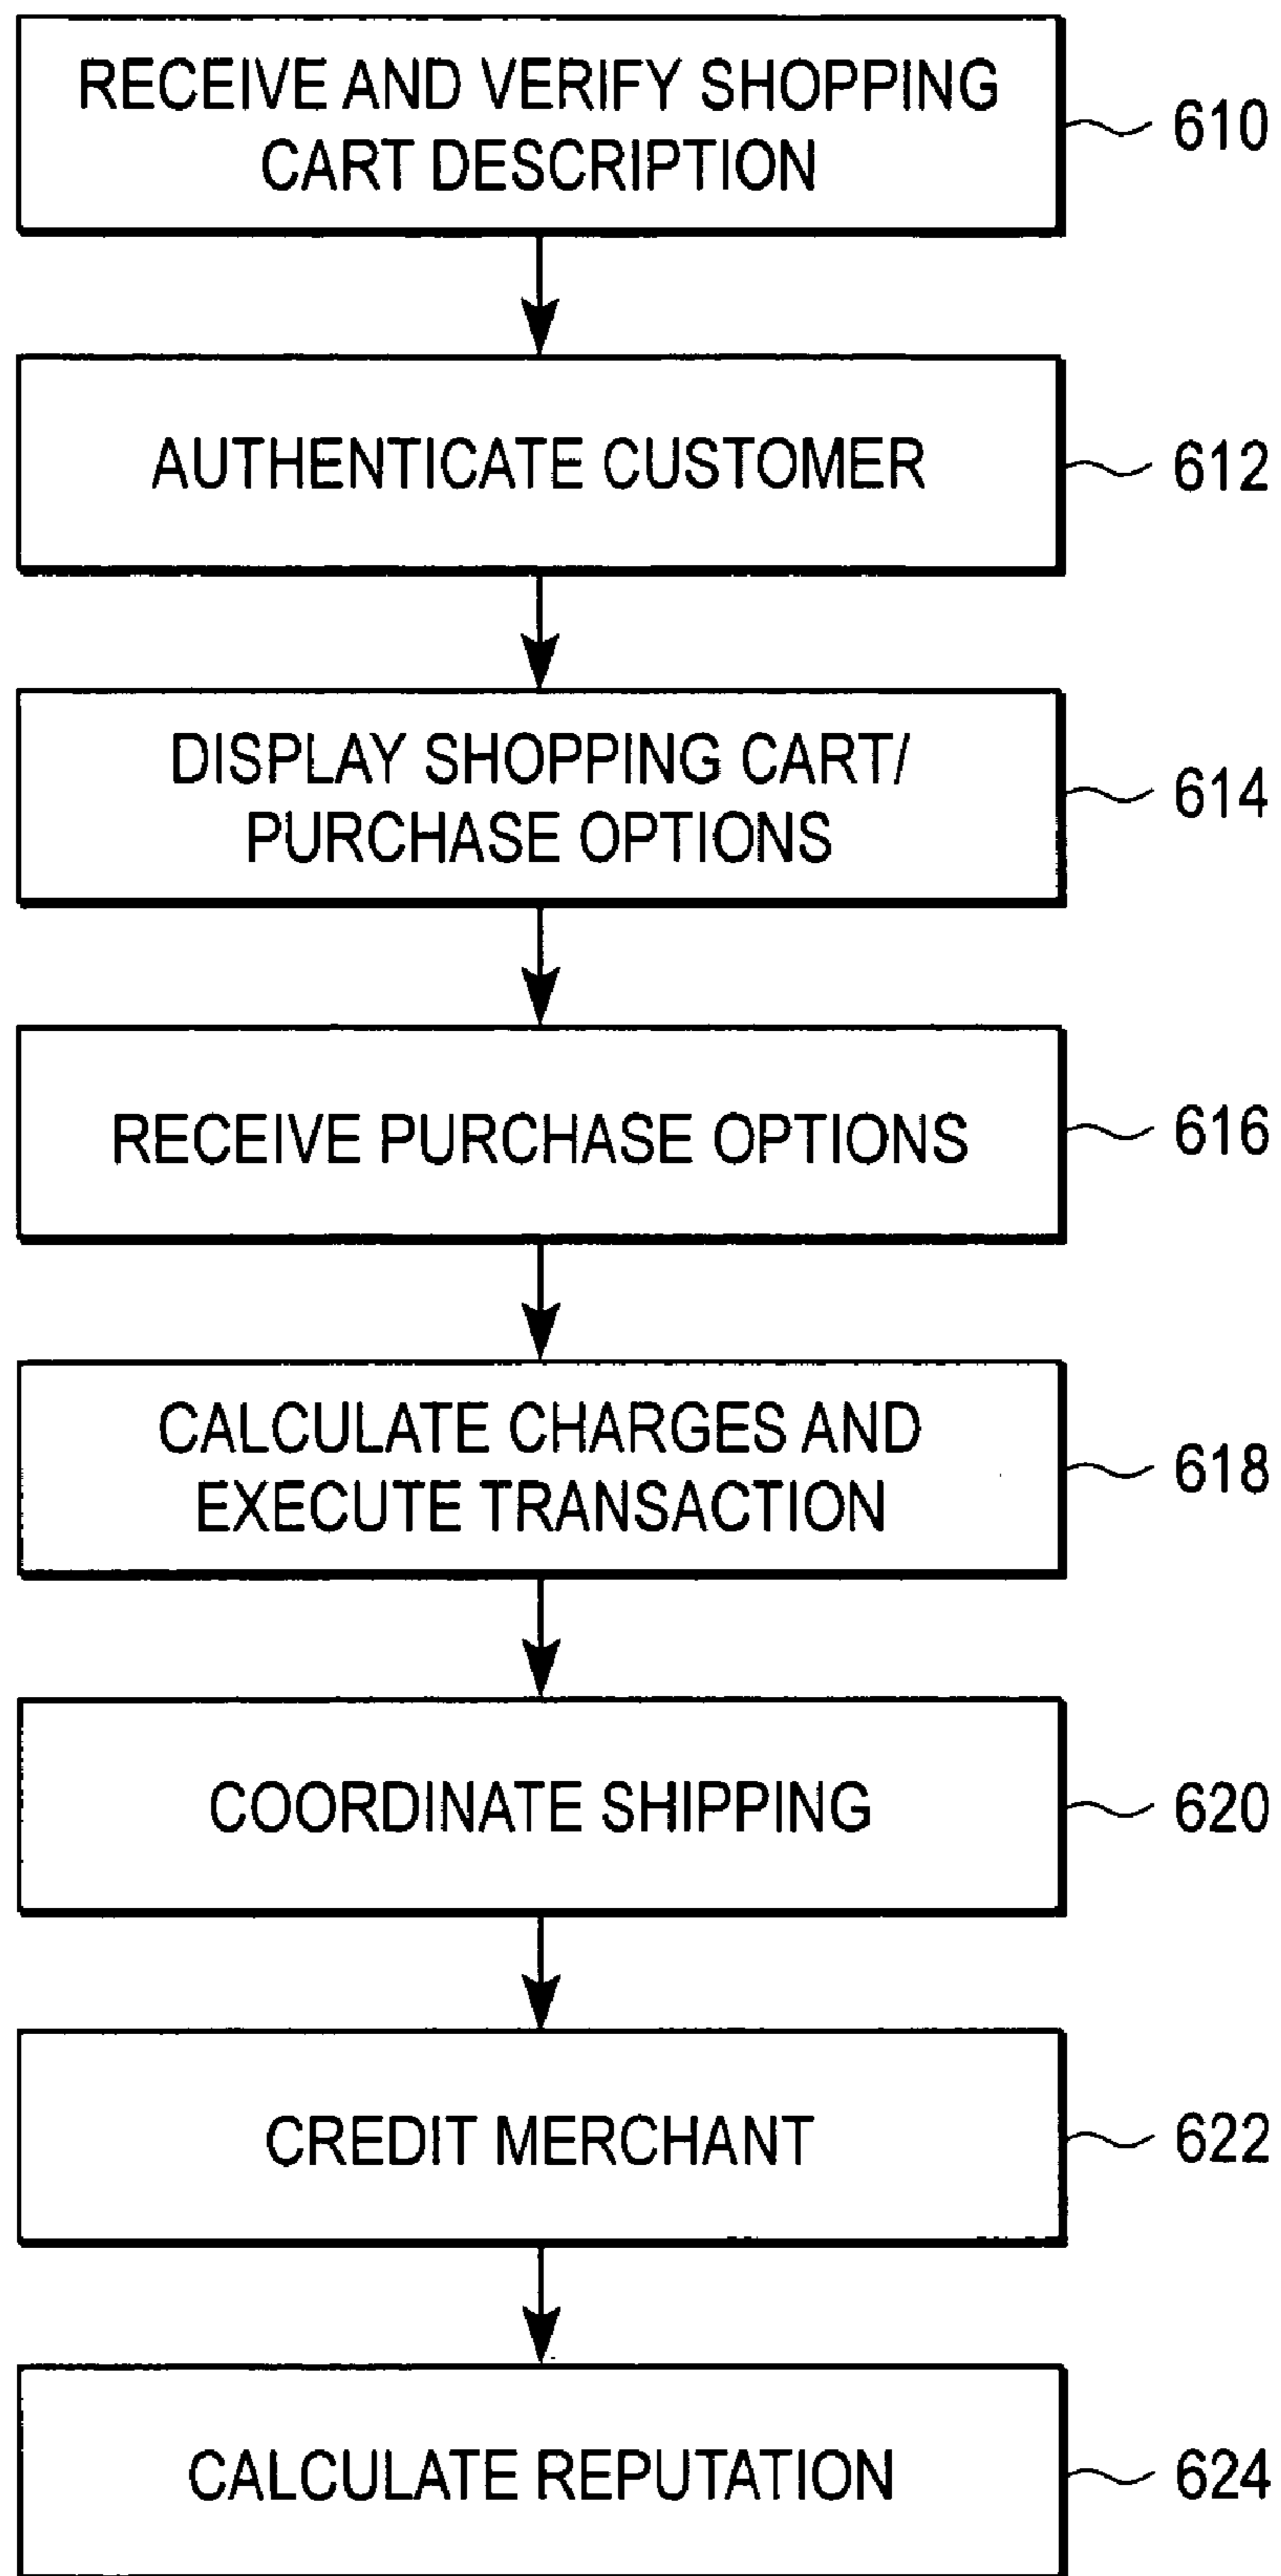 RECEIVE AND VERIFY SHOPPING
CART DESCRIPTION
610
AUTHENTICATE CUSTOMER
612
DISPLAY SHOPPING CART/
PURCHASE OPTIONS
614
RECEIVE PURCHASE OPTIONS
616
CALCULATE CHARGES AND
EXECUTE TRANSACTION
618
COORDINATE SHIPPING
620
CREDIT MERCHANT
622
CALCULATE REPUTATION
624